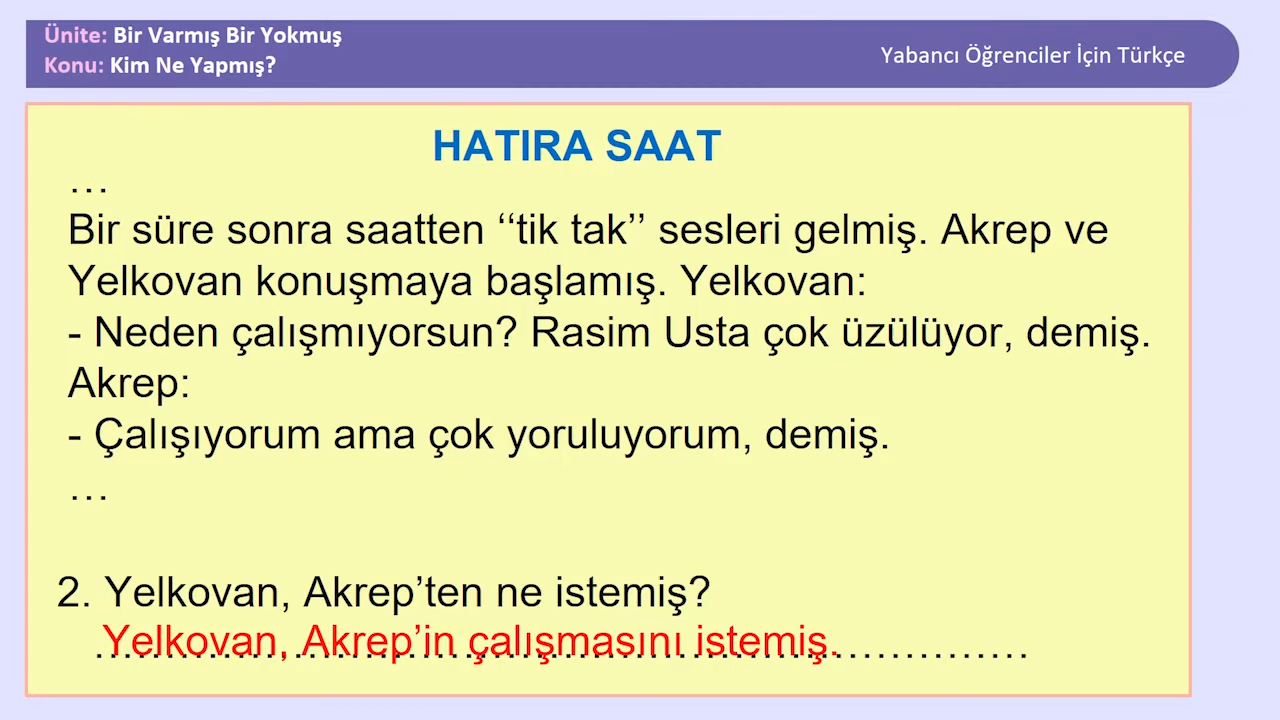 Ünite: Bir Varmış Bir Yokmuş
Konu: Kim Ne Yapmış?
Yabancı Öğrenciler İçin Türkçe
HATIRA SAAT
…
Bir süre sonra saatten ‘‘tik tak’’ sesleri gelmiş. Akrep ve
Yelkovan konuşmaya başlamış. Yelkovan:
- Neden çalışmıyorsun? Rasim Usta çok üzülüyor, demiş.
Akrep:
- Çalışıyorum ama çok yoruluyorum, demiş.
…
2. Yelkovan, Akrep’ten ne istemiş?
Yelkovan, Akrep’in çalışmasını istemiş.